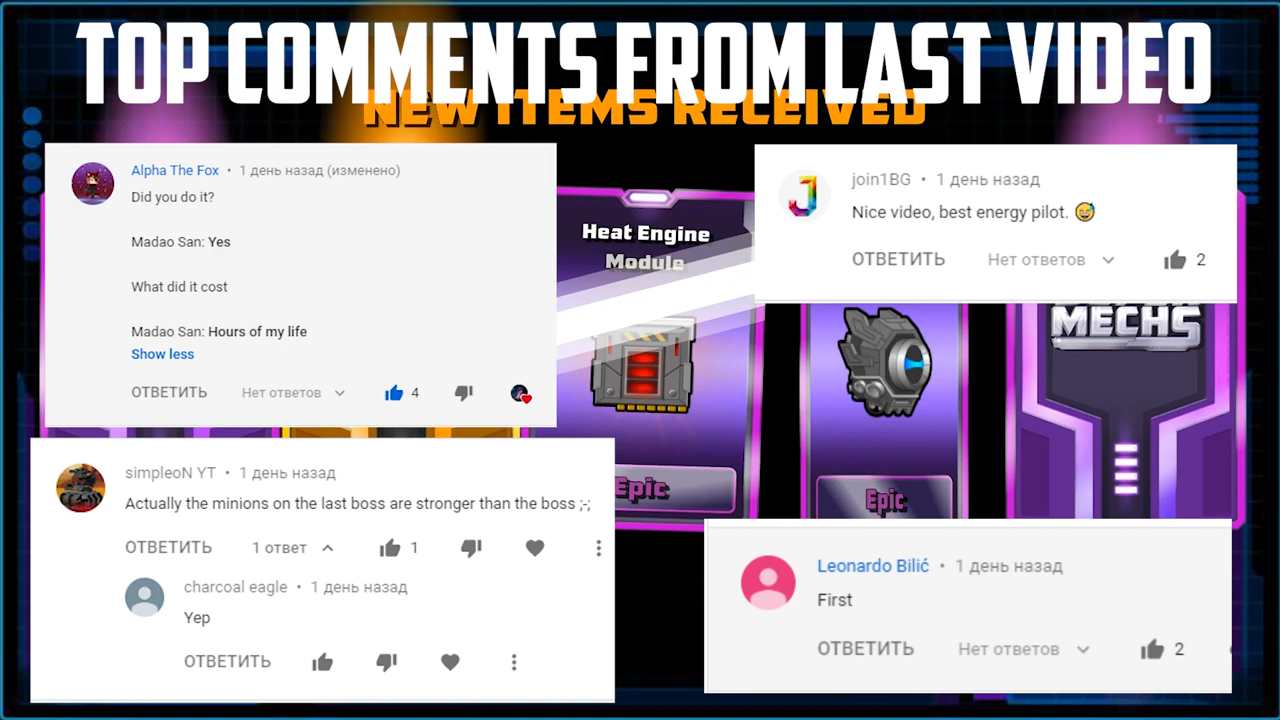 TOP COMMENTS FROM LAST VIDEO
NEW ITEMS RECEIVED
Alpha The Fox • 1 день назад (изменено)
Did you do it?
Madao San: Yes
What did it cost
Madao San: Hours of my life
Show less
ОТВЕТИТЬ Нет ответов 4
join1BG • 1 день назад
Nice video, best energy pilot. 😅
ОТВЕТИТЬ Нет ответов 2
Heat Engine
Module
MECHS
Epic
Epic
simpleoN YT • 1 день назад
Actually the minions on the last boss are stronger than the boss ;-;
ОТВЕТИТЬ 1 ответ 1
charcoal eagle • 1 день назад
Yep
ОТВЕТИТЬ
Leonardo Bilić • 1 день назад
First
ОТВЕТИТЬ Нет ответов 2